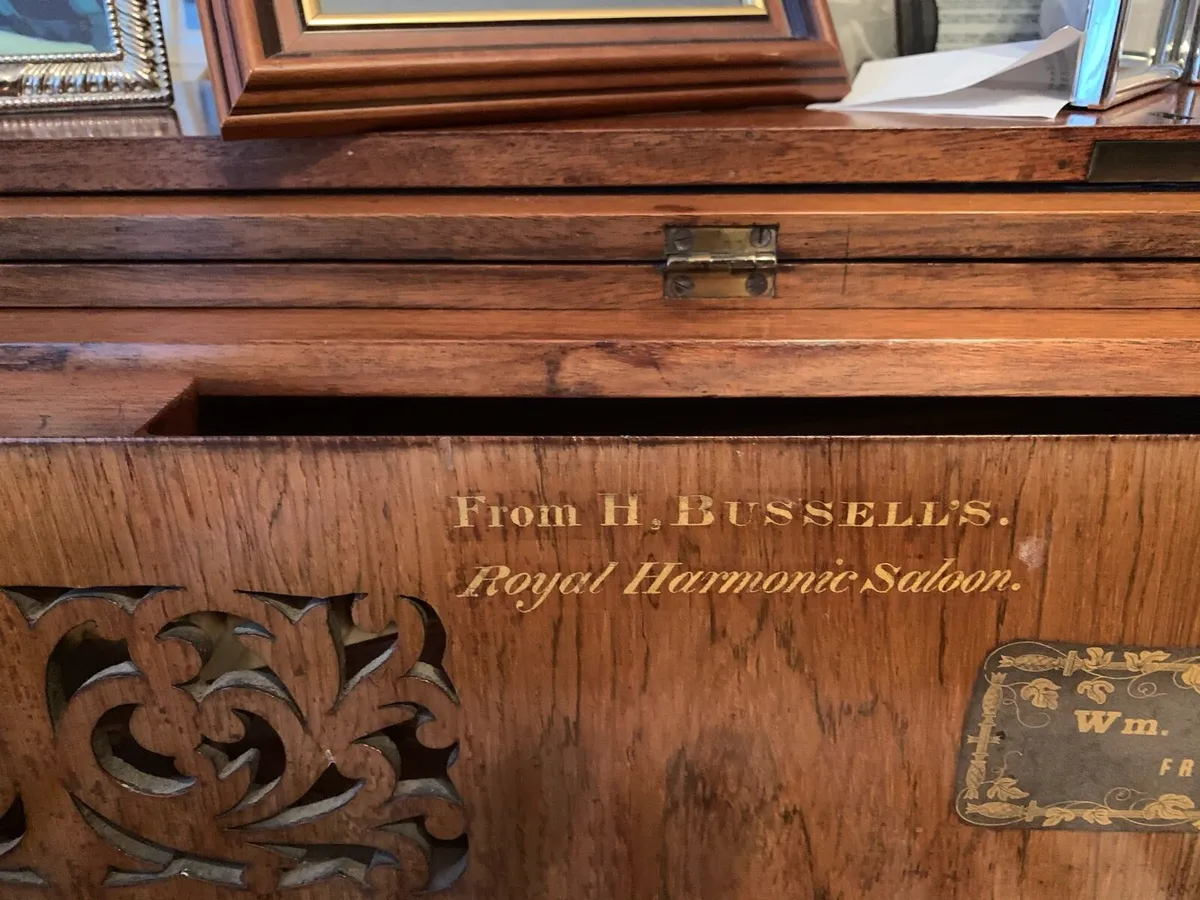 From H. BUSSELL'S.
Royal Harmonic Saloon.
Wm.
FR